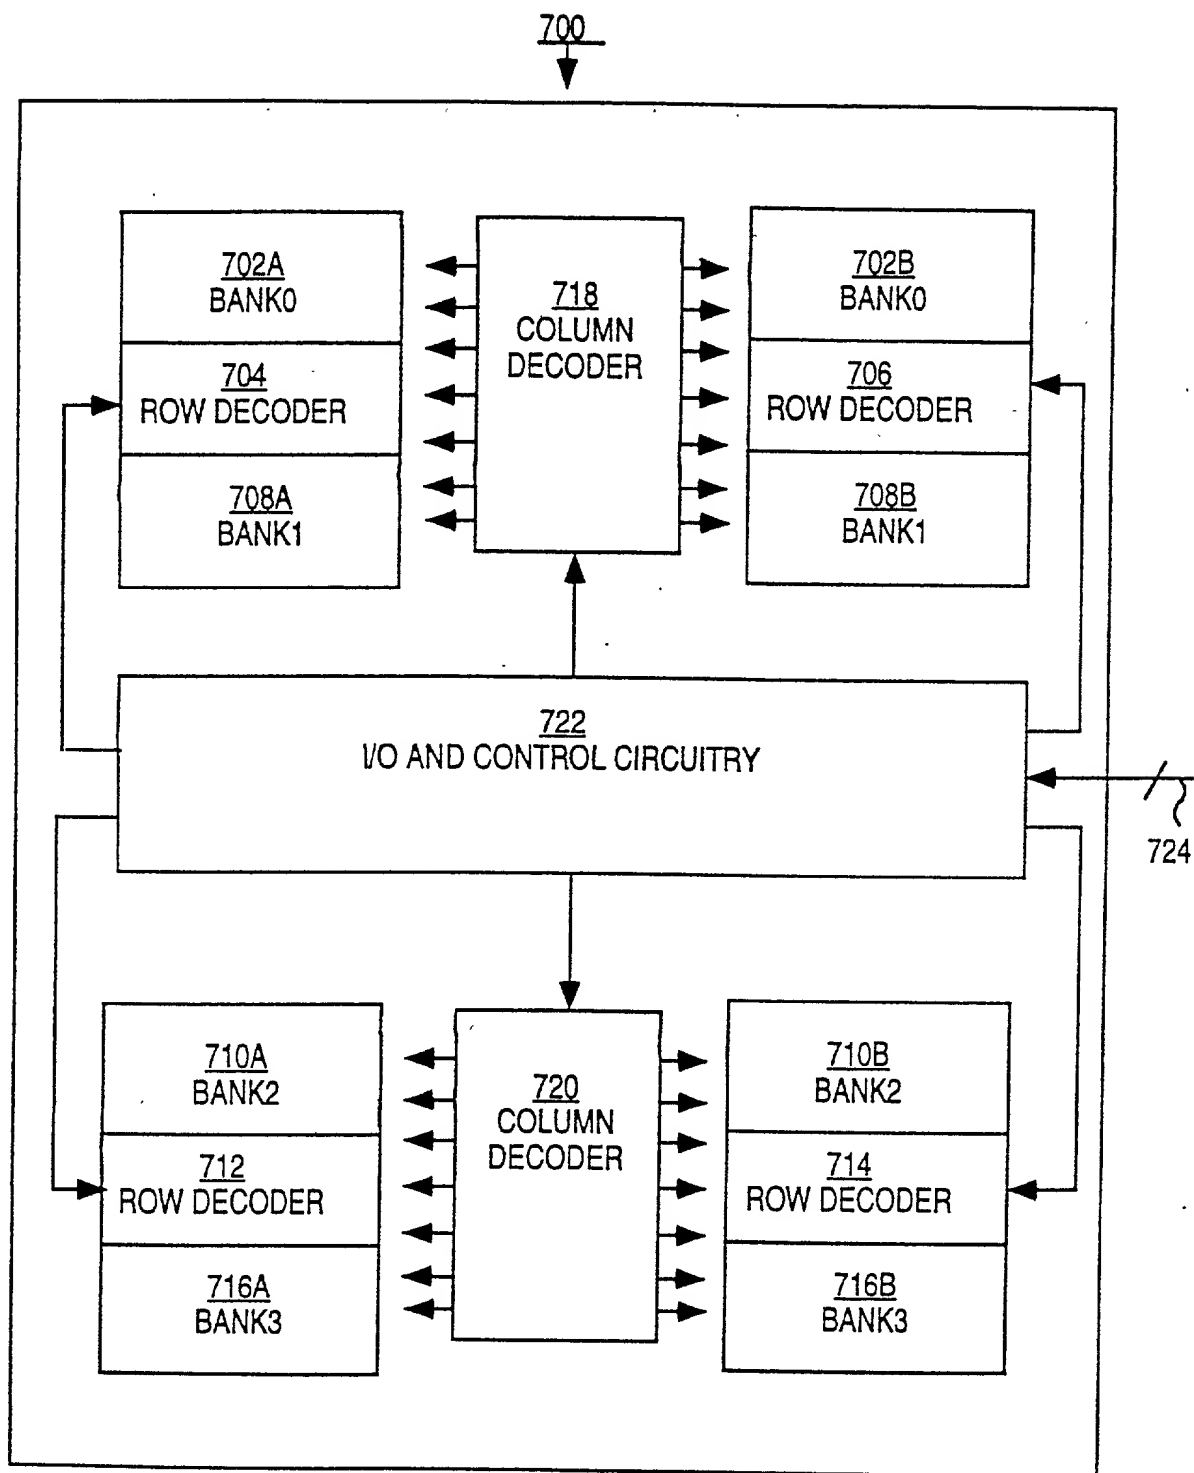 700
702A
BANK0
704
ROW DECODER
708A
BANK1
718
COLUMN
DECODER
702B
BANK0
706
ROW DECODER
708B
BANK1
722
I/O AND CONTROL CIRCUITRY
724
710A
BANK2
712
ROW DECODER
716A
BANK3
720
COLUMN
DECODER
710B
BANK2
714
ROW DECODER
716B
BANK3